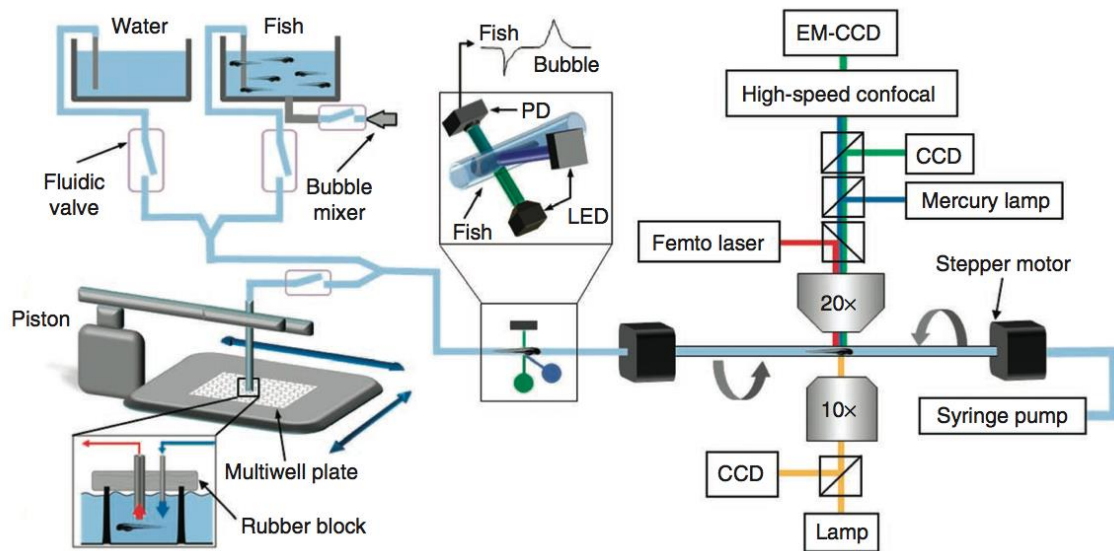 Water
Fish
Fluidic
valve
Bubble
mixer
Fish
Bubble
PD
LED
Fish
Piston
Multiwell plate
Rubber block
EM-CCD
High-speed confocal
CCD
Mercury lamp
Femto laser
20×
Stepper motor
10×
Syringe pump
CCD
Lamp